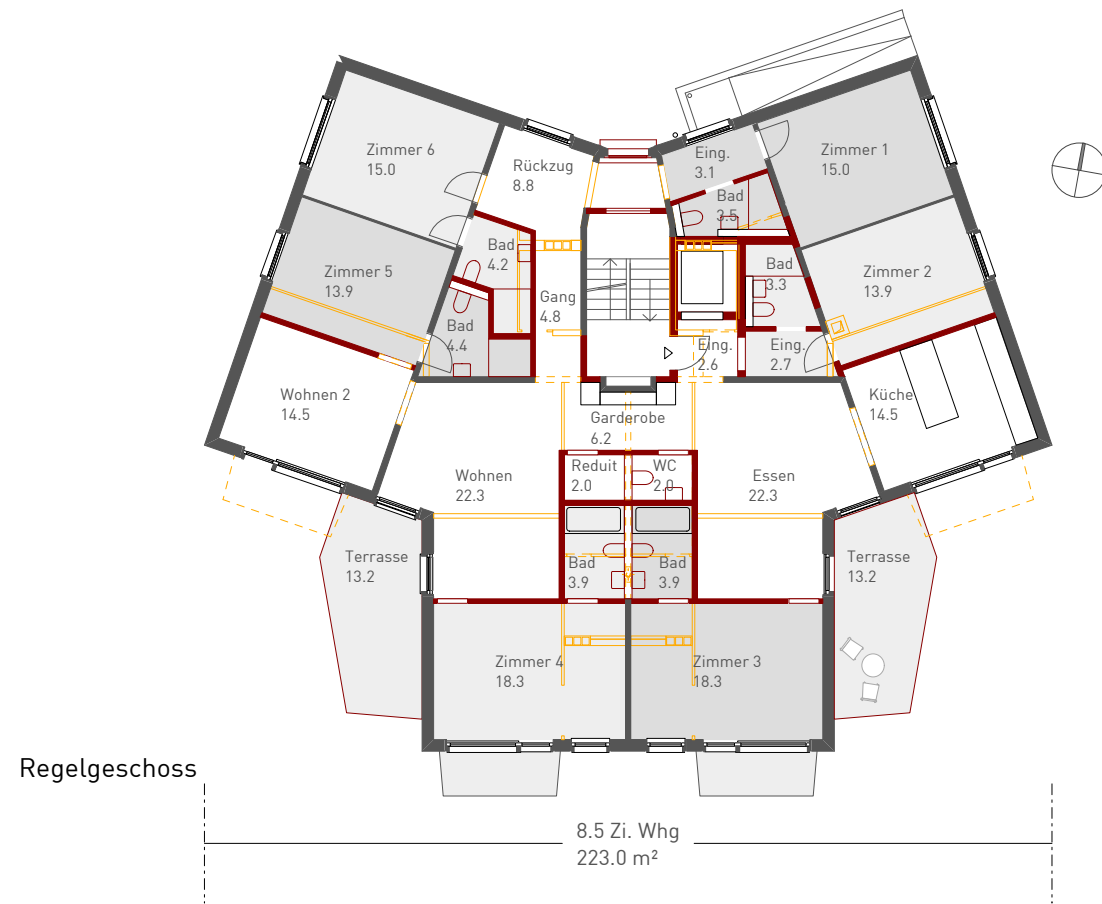 Zimmer 6
15.0
Rückzug
8.8
Eing.
3.1
Zimmer 1
15.0
Bad
3.5
Bad
4.2
Zimmer 5
13.9
Bad
3.3
Zimmer 2
13.9
Gang
4.8
Bad
4.4
Eing.
2.6
Eing.
2.7
Wohnen 2
14.5
Küche
14.5
Garderobe
6.2
Wohnen
22.3
Reduit
2.0
WC
2.0
Essen
22.3
Terrasse
13.2
Bad
3.9
Bad
3.9
Terrasse
13.2
Zimmer 4
18.3
Zimmer 3
18.3
Regelgeschoss
8.5 Zi. Whg
223.0 m²